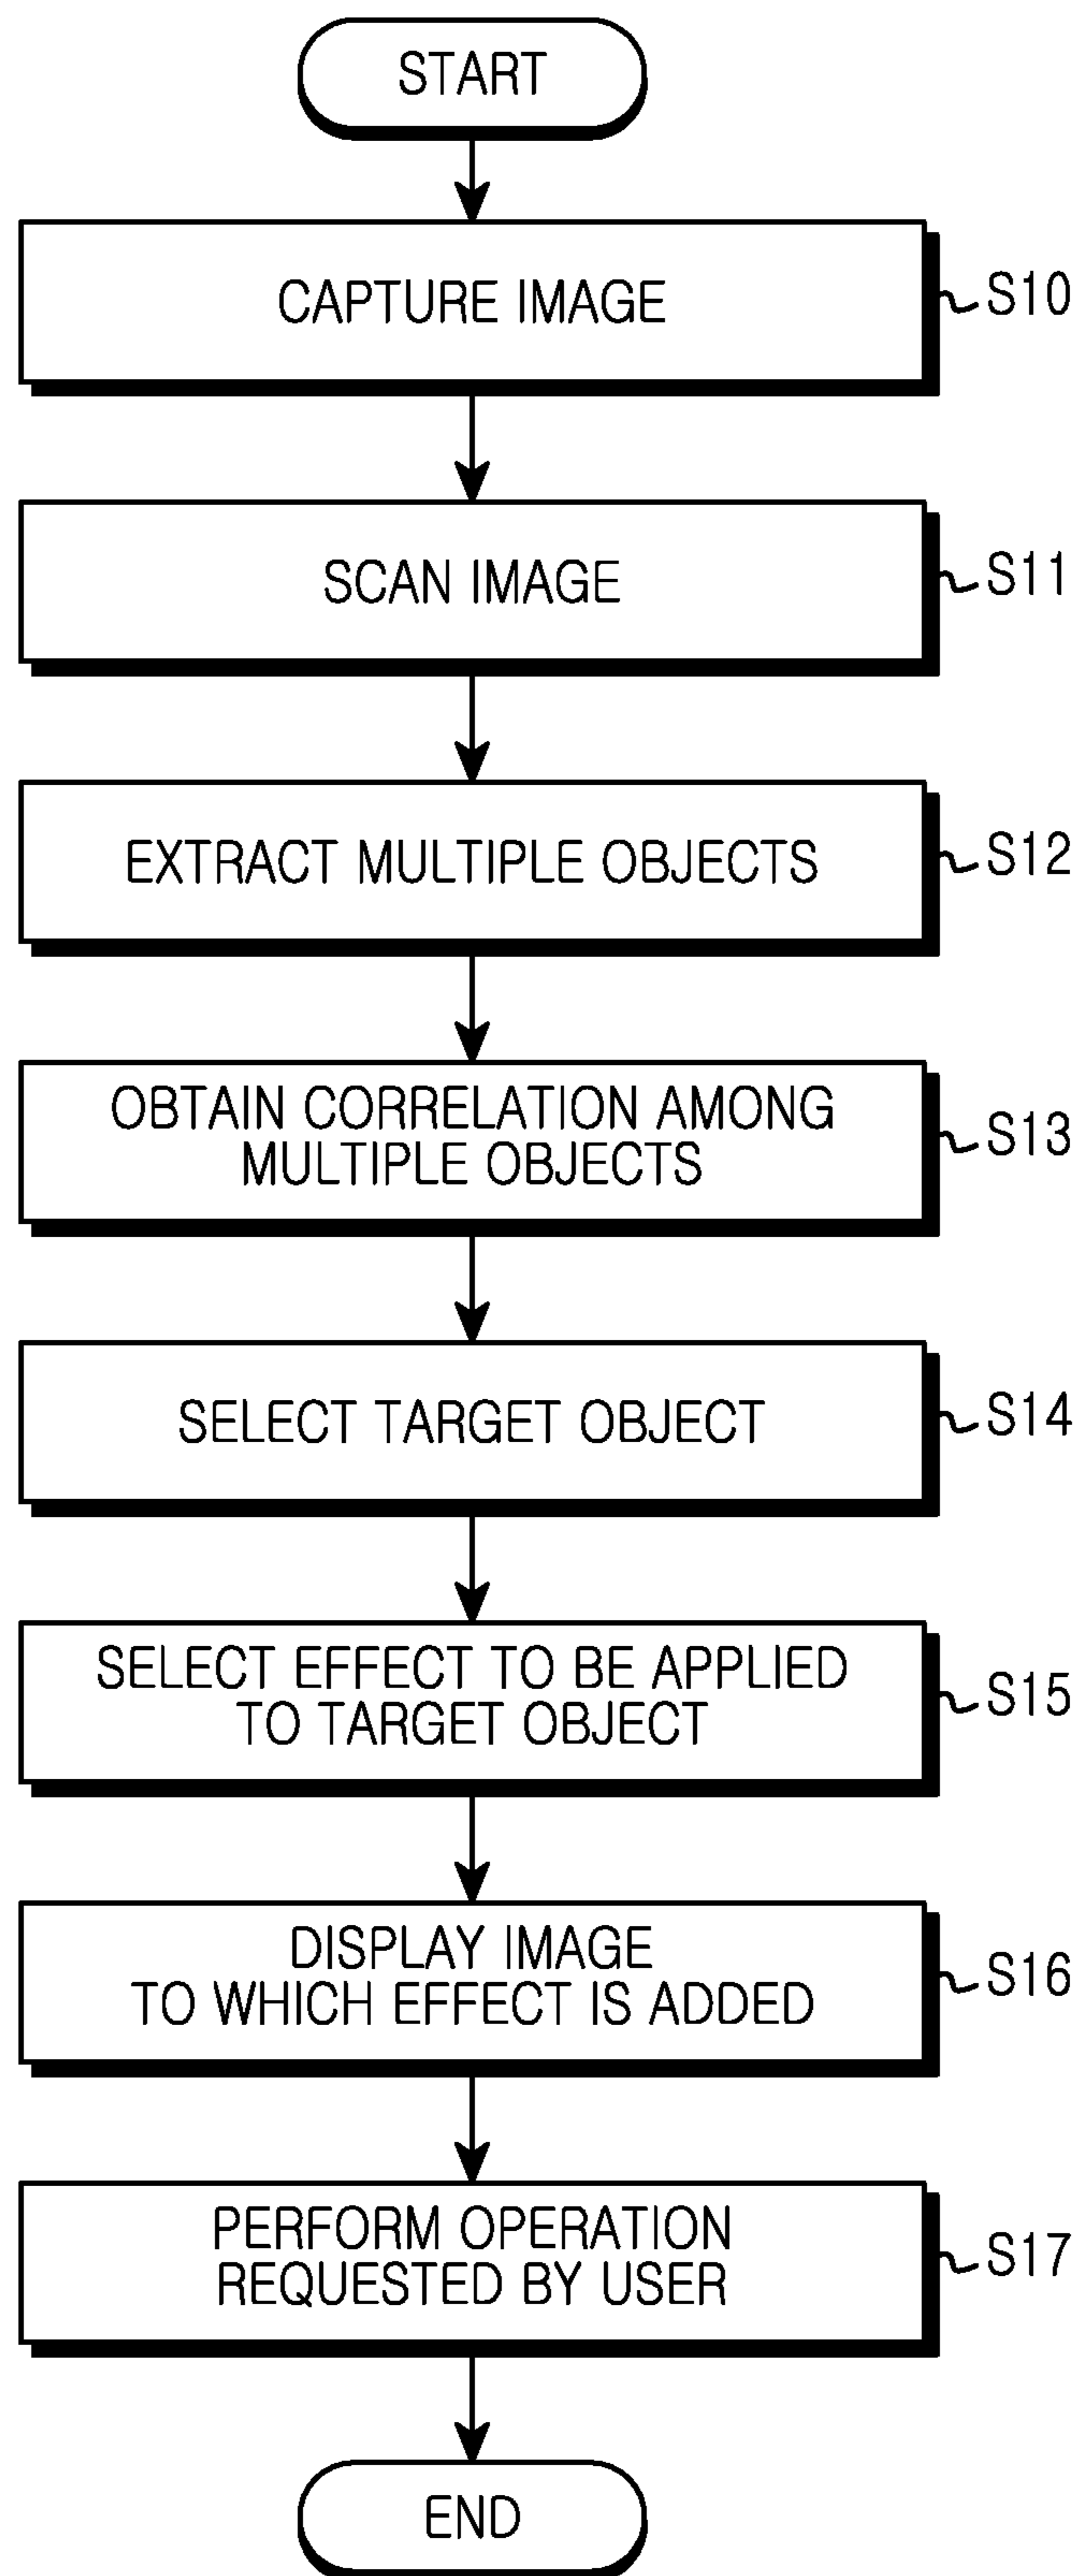 START
CAPTURE IMAGE
S10
SCAN IMAGE
S11
EXTRACT MULTIPLE OBJECTS
S12
OBTAIN CORRELATION AMONG
MULTIPLE OBJECTS
S13
SELECT TARGET OBJECT
S14
SELECT EFFECT TO BE APPLIED
TO TARGET OBJECT
S15
DISPLAY IMAGE
TO WHICH EFFECT IS ADDED
S16
PERFORM OPERATION
REQUESTED BY USER
S17
END